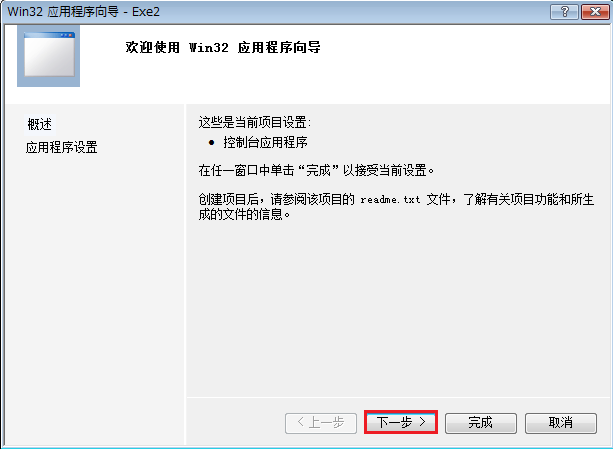 Win32 应用程序向导 - Exe2
欢迎使用 Win32 应用程序向导
概述
应用程序设置
这些是当前项目设置:
• 控制台应用程序
在任一窗口中单击“完成”以接受当前设置。
创建项目后，请参阅该项目的 readme.txt 文件，了解有关项目功能和所生
成的文件的信息。
< 上一步
下一步 >
完成
取消